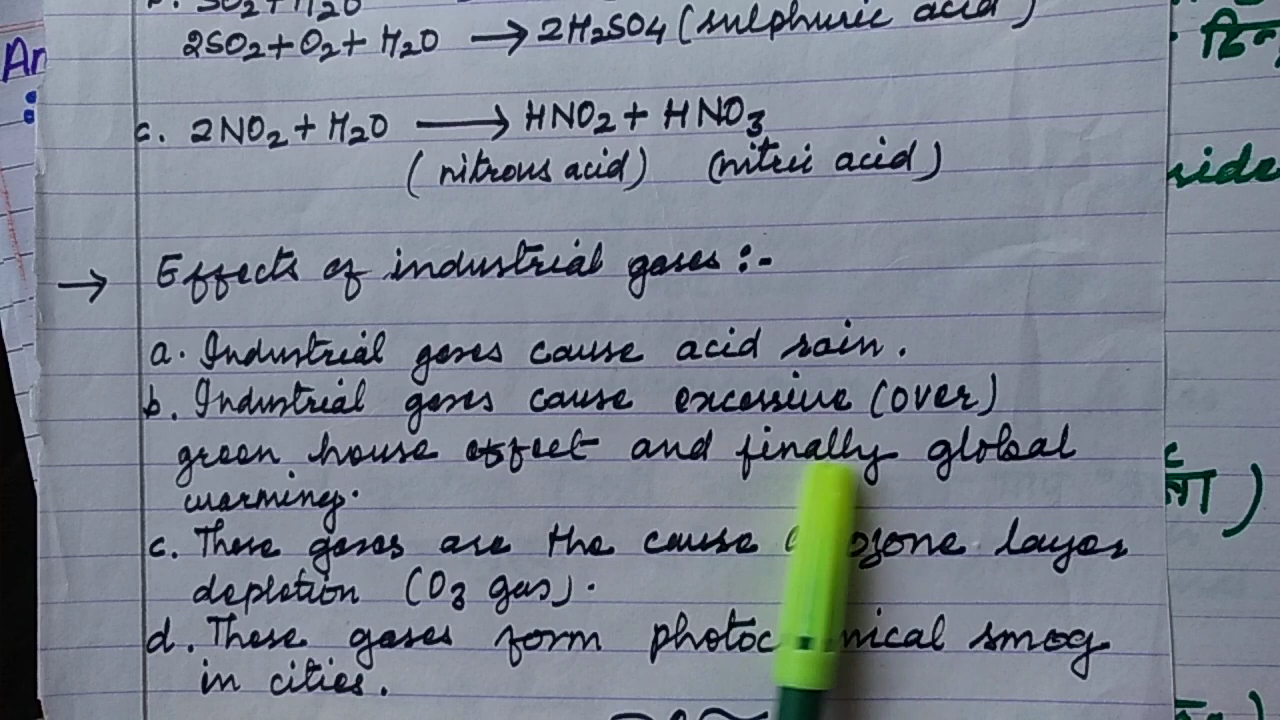 2SO₂+O₂+H₂O → 2H₂SO4 (sulphuric acid)
c. 2NO₂+H₂O → HNO₂+ HNO₃
(nitrous acid) (nitric acid)
→ Effects of industrial gases :-
a. Industrial gases cause acid rain.
b. Industrial gases cause excessive (over)
green house effect and finally global
warming.
c. These gases are the cause ozone layer
depletion (O₃ gas).
d. These gases form photoc mical smog
in cities.
side